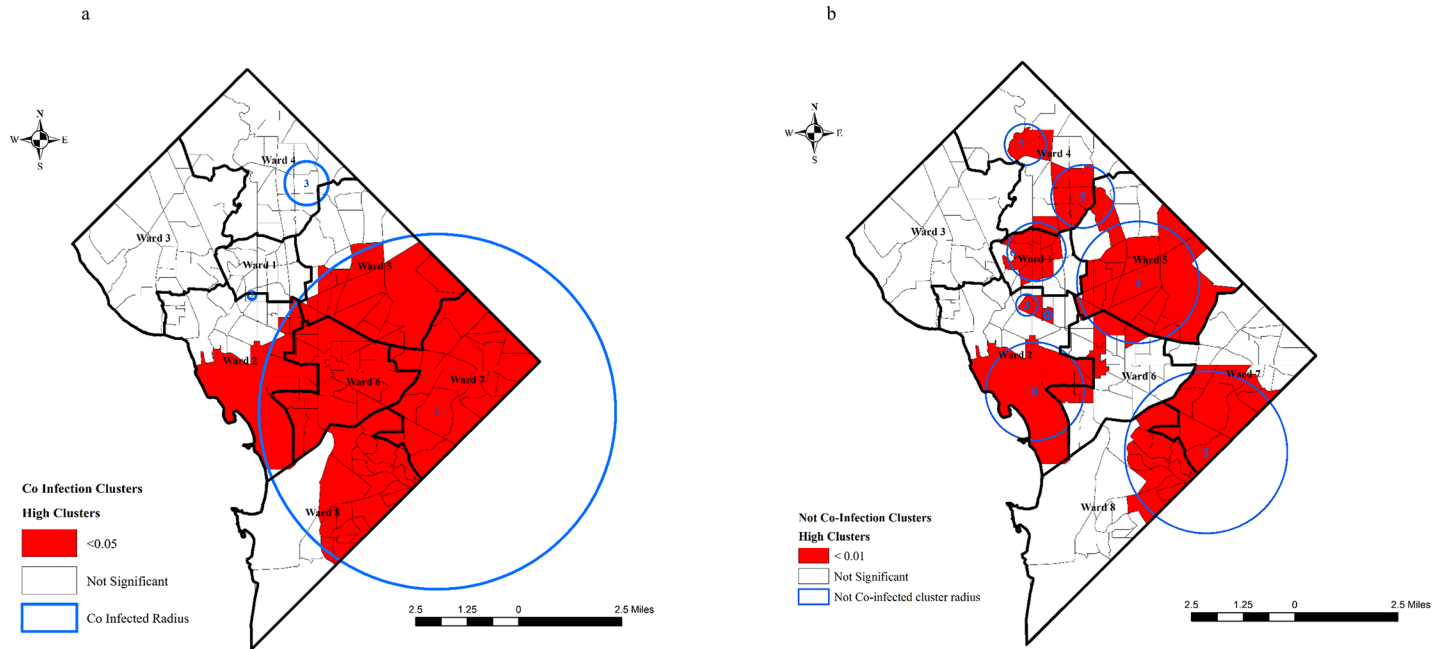 a
N
W E
S
Ward 4
3
Ward 3
Ward 1
Ward 5
Ward 2
Ward 6
Ward 7
1
Ward 8
Co Infection Clusters
High Clusters
<0.05
Not Significant
Co Infected Radius
2.5 1.25 0 2.5 Miles
b
N
W E
S
Ward 4
5
Ward 3
Ward 1
6
Ward 5
4
Ward 2
Ward 6
Ward 7
8
2
Ward 8
Not Co-Infection Clusters
High Clusters
< 0.01
Not Significant
Not Co-infected cluster radius
2.5 1.25 0 2.5 Miles